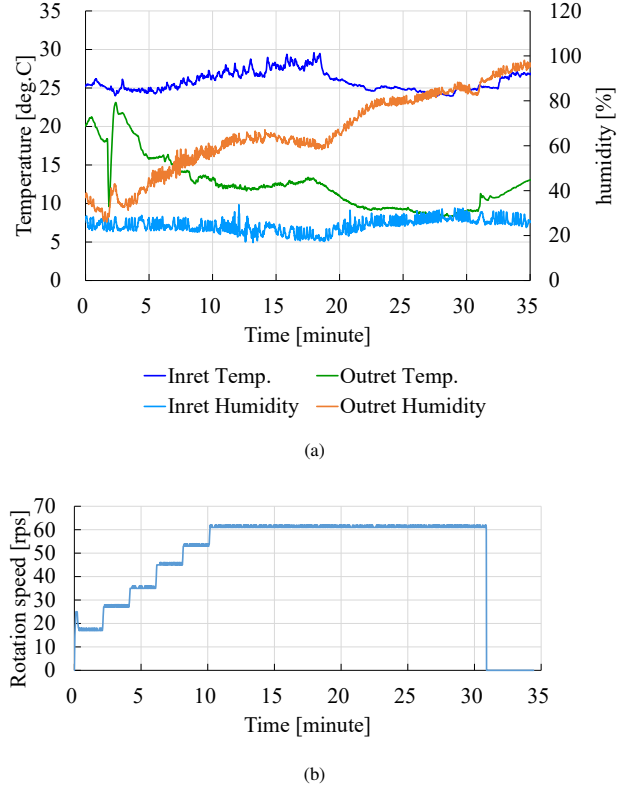 35
30
25
20
15
10
5
0
Temperature [deg.C]
120
100
80
60
40
20
0
humidity [%]
0 5 10 15 20 25 30 35
Time [minute]
Inret Temp. Outret Temp.
Inret Humidity Outret Humidity
(a)
70
60
50
40
30
20
10
0
Rotation speed [rps]
0 5 10 15 20 25 30 35
Time [minute]
(b)